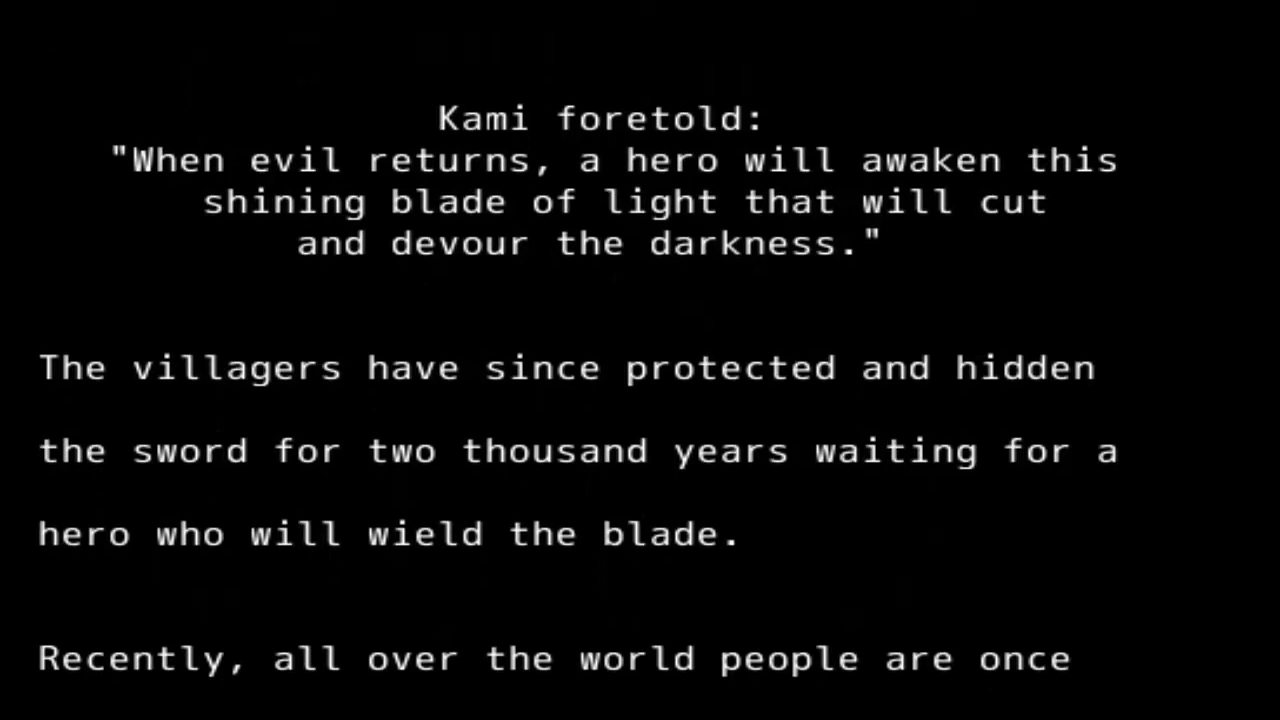 Kami foretold:
"When evil returns, a hero will awaken this
shining blade of light that will cut
and devour the darkness."
The villagers have since protected and hidden
the sword for two thousand years waiting for a
hero who will wield the blade.
Recently, all over the world people are once